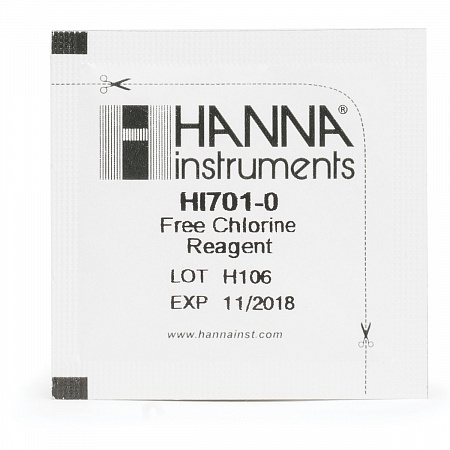 HANNA®
instruments
HI701-0
Free Chlorine
Reagent
LOT H106
EXP 11/2018
www.hannainst.com